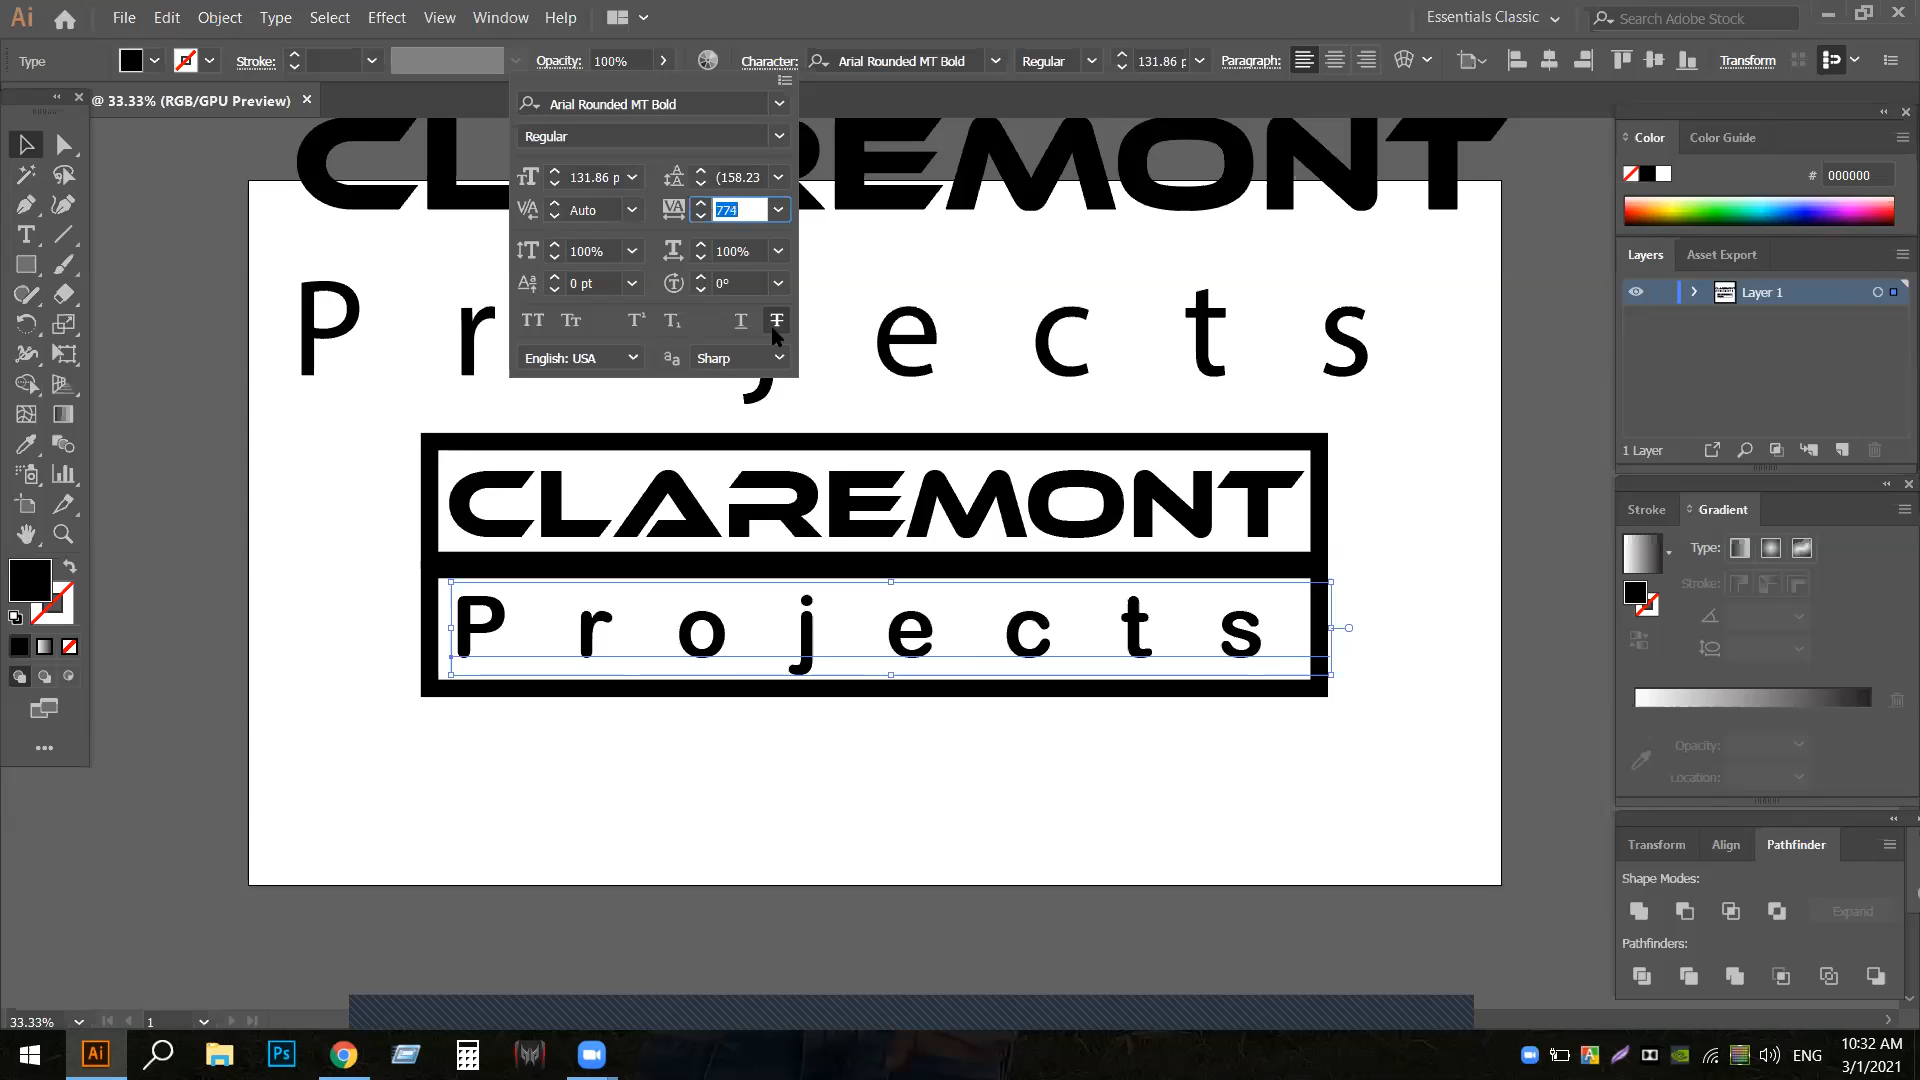 Ai File Edit Object Type Select Effect View Window Help Essentials Classic Search Adobe Stock
Type Stroke: Opacity: 100% Character: Arial Rounded MT Bold Regular 131.86 p Paragraph: Transform
@ 33.33% (RGB/GPU Preview)
Arial Rounded MT Bold
Regular
131.86 p (158.23
Auto 774
100% 100%
0 pt 0°
English: USA Sharp
Color Color Guide
# 000000
Layers Asset Export
Layer 1
1 Layer
Stroke Gradient
Type:
Stroke:
Opacity:
Location:
Transform Align Pathfinder
Shape Modes:
Expand
Pathfinders:
CLAREMONT
Projects
CLAREMONT
Projects
33.33% 1
Ai Ps ENG 10:32 AM
3/1/2021